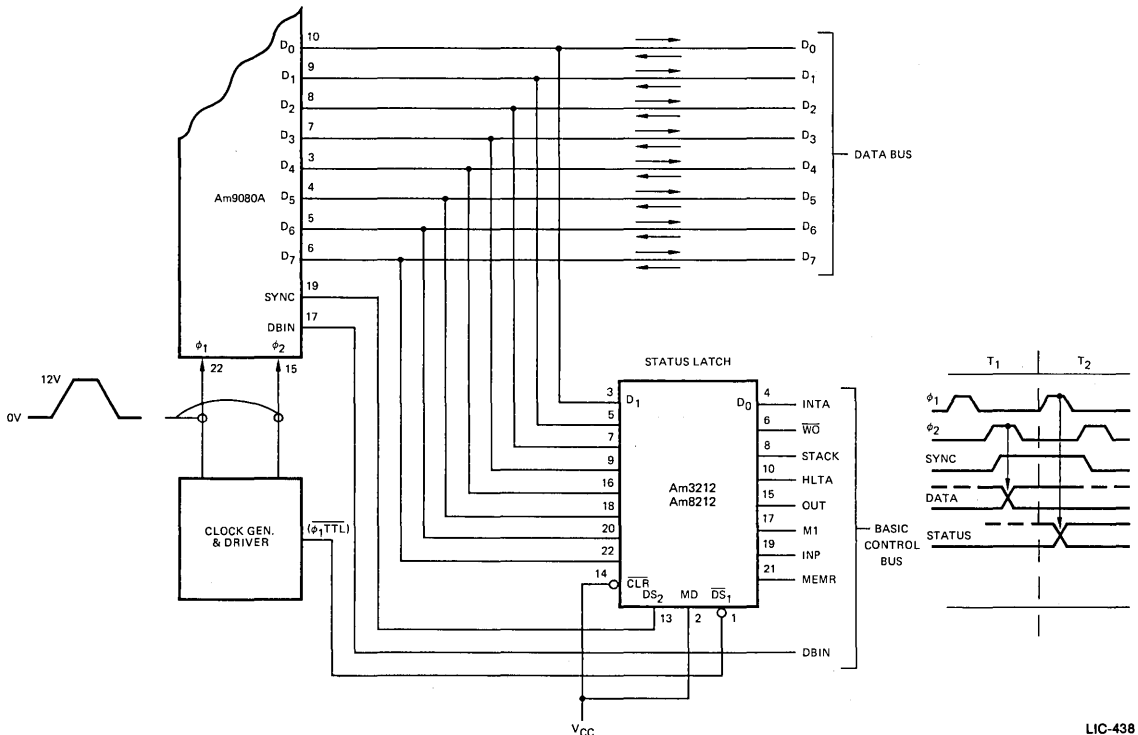 D0 10 D0
D1 9 D1
D2 8 D2
D3 7 D3
D4 3 D4
D5 4 D5
D6 5 D6
D7 6 D7
Am9080A
DATA BUS
SYNC 19
DBIN 17
ϕ1 ϕ2
22 15
12V
0V
CLOCK GEN.
& DRIVER
(ϕ1TTL)
STATUS LATCH
3 D1 D0 4 INTA
5 6 WO
7 8 STACK
9 10 HLTA
16 15 OUT
18 17 M1
20 19 INP
22 21 MEMR
Am3212
Am8212
14 CLR
DS2 MD DS1
13 2 1
DBIN
BASIC
CONTROL
BUS
VCC
T1 T2
ϕ1
ϕ2
SYNC
DATA
STATUS
LIC-438